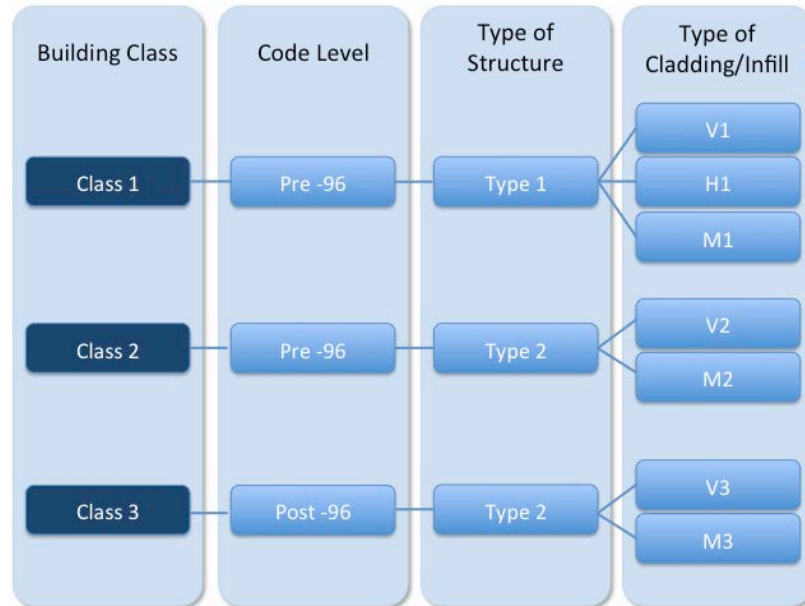 Building Class
Code Level
Type of
Structure
Type of
Cladding/Infill
Class 1
Pre -96
Type 1
V1
H1
M1
Class 2
Pre -96
Type 2
V2
M2
Class 3
Post -96
Type 2
V3
M3